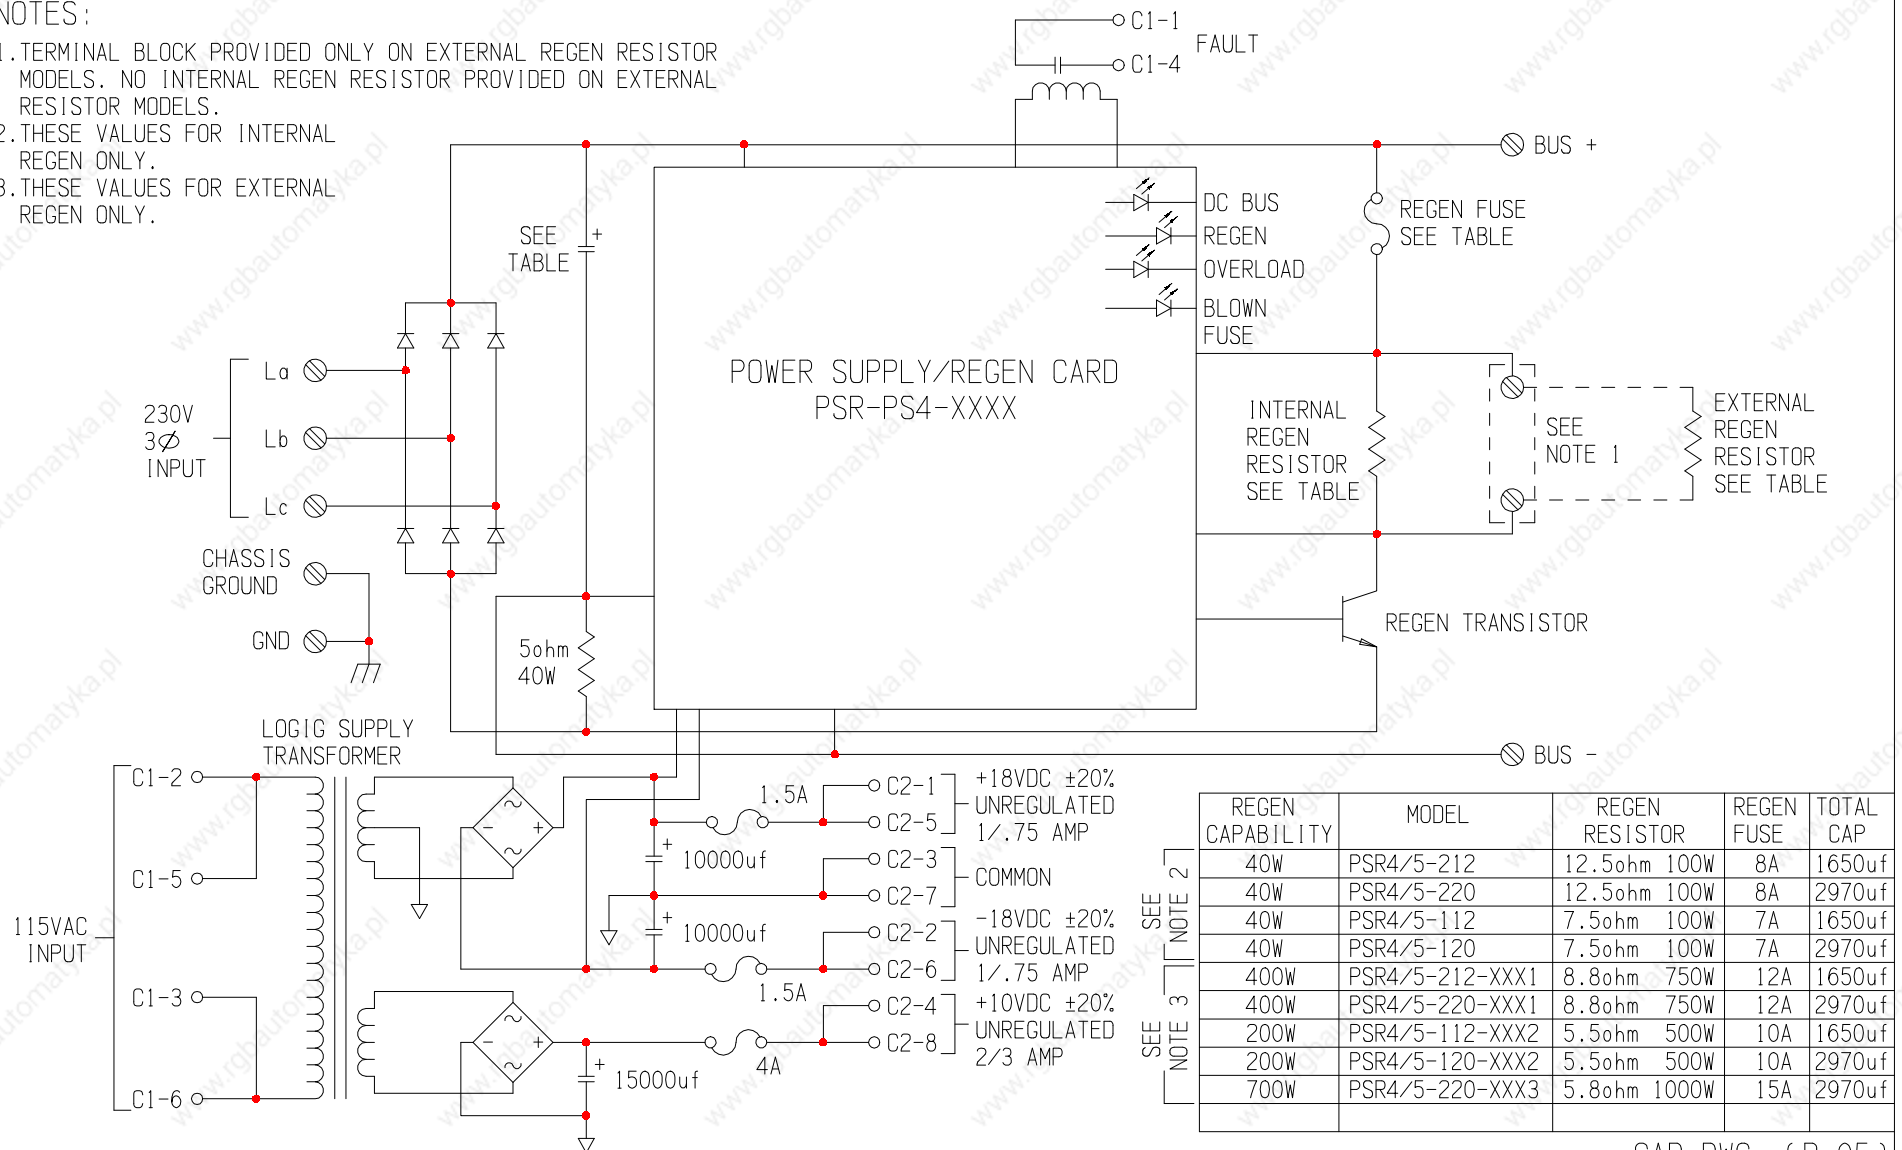 NOTES:
1.TERMINAL BLOCK PROVIDED ONLY ON EXTERNAL REGEN RESISTOR
MODELS. NO INTERNAL REGEN RESISTOR PROVIDED ON EXTERNAL
RESISTOR MODELS.
2.THESE VALUES FOR INTERNAL
REGEN ONLY.
3.THESE VALUES FOR EXTERNAL
REGEN ONLY.
C1-1
FAULT
C1-4
BUS +
DC BUS
REGEN
OVERLOAD
BLOWN
FUSE
REGEN FUSE
SEE TABLE
SEE
TABLE
+
POWER SUPPLY/REGEN CARD
PSR-PS4-XXXX
La
Lb
Lc
230V
3Ø
INPUT
INTERNAL
REGEN
RESISTOR
SEE TABLE
SEE
NOTE 1
EXTERNAL
REGEN
RESISTOR
SEE TABLE
CHASSIS
GROUND
GND
5ohm
40W
REGEN TRANSISTOR
BUS -
LOGIG SUPPLY
TRANSFORMER
C1-2
C1-5
115VAC
INPUT
C1-3
C1-6
- +
1.5A
+
10000uf
+
10000uf
1.5A
- +
+
15000uf
4A
C2-1
C2-5
+18VDC ±20%
UNREGULATED
1/.75 AMP
C2-3
C2-7
COMMON
C2-2
C2-6
-18VDC ±20%
UNREGULATED
1/.75 AMP
C2-4
C2-8
+10VDC ±20%
UNREGULATED
2/3 AMP
SEE
NOTE 2
SEE
NOTE 3
REGEN CAPABILITY MODEL REGEN RESISTOR REGEN FUSE TOTAL CAP
40W PSR4/5-212 12.5ohm 100W 8A 1650uf
40W PSR4/5-220 12.5ohm 100W 8A 2970uf
40W PSR4/5-112 7.5ohm 100W 7A 1650uf
40W PSR4/5-120 7.5ohm 100W 7A 2970uf
400W PSR4/5-212-XXX1 8.8ohm 750W 12A 1650uf
400W PSR4/5-220-XXX1 8.8ohm 750W 12A 2970uf
200W PSR4/5-112-XXX2 5.5ohm 500W 10A 1650uf
200W PSR4/5-120-XXX2 5.5ohm 500W 10A 2970uf
700W PSR4/5-220-XXX3 5.8ohm 1000W 15A 2970uf
www.rgbautomatyka.pl